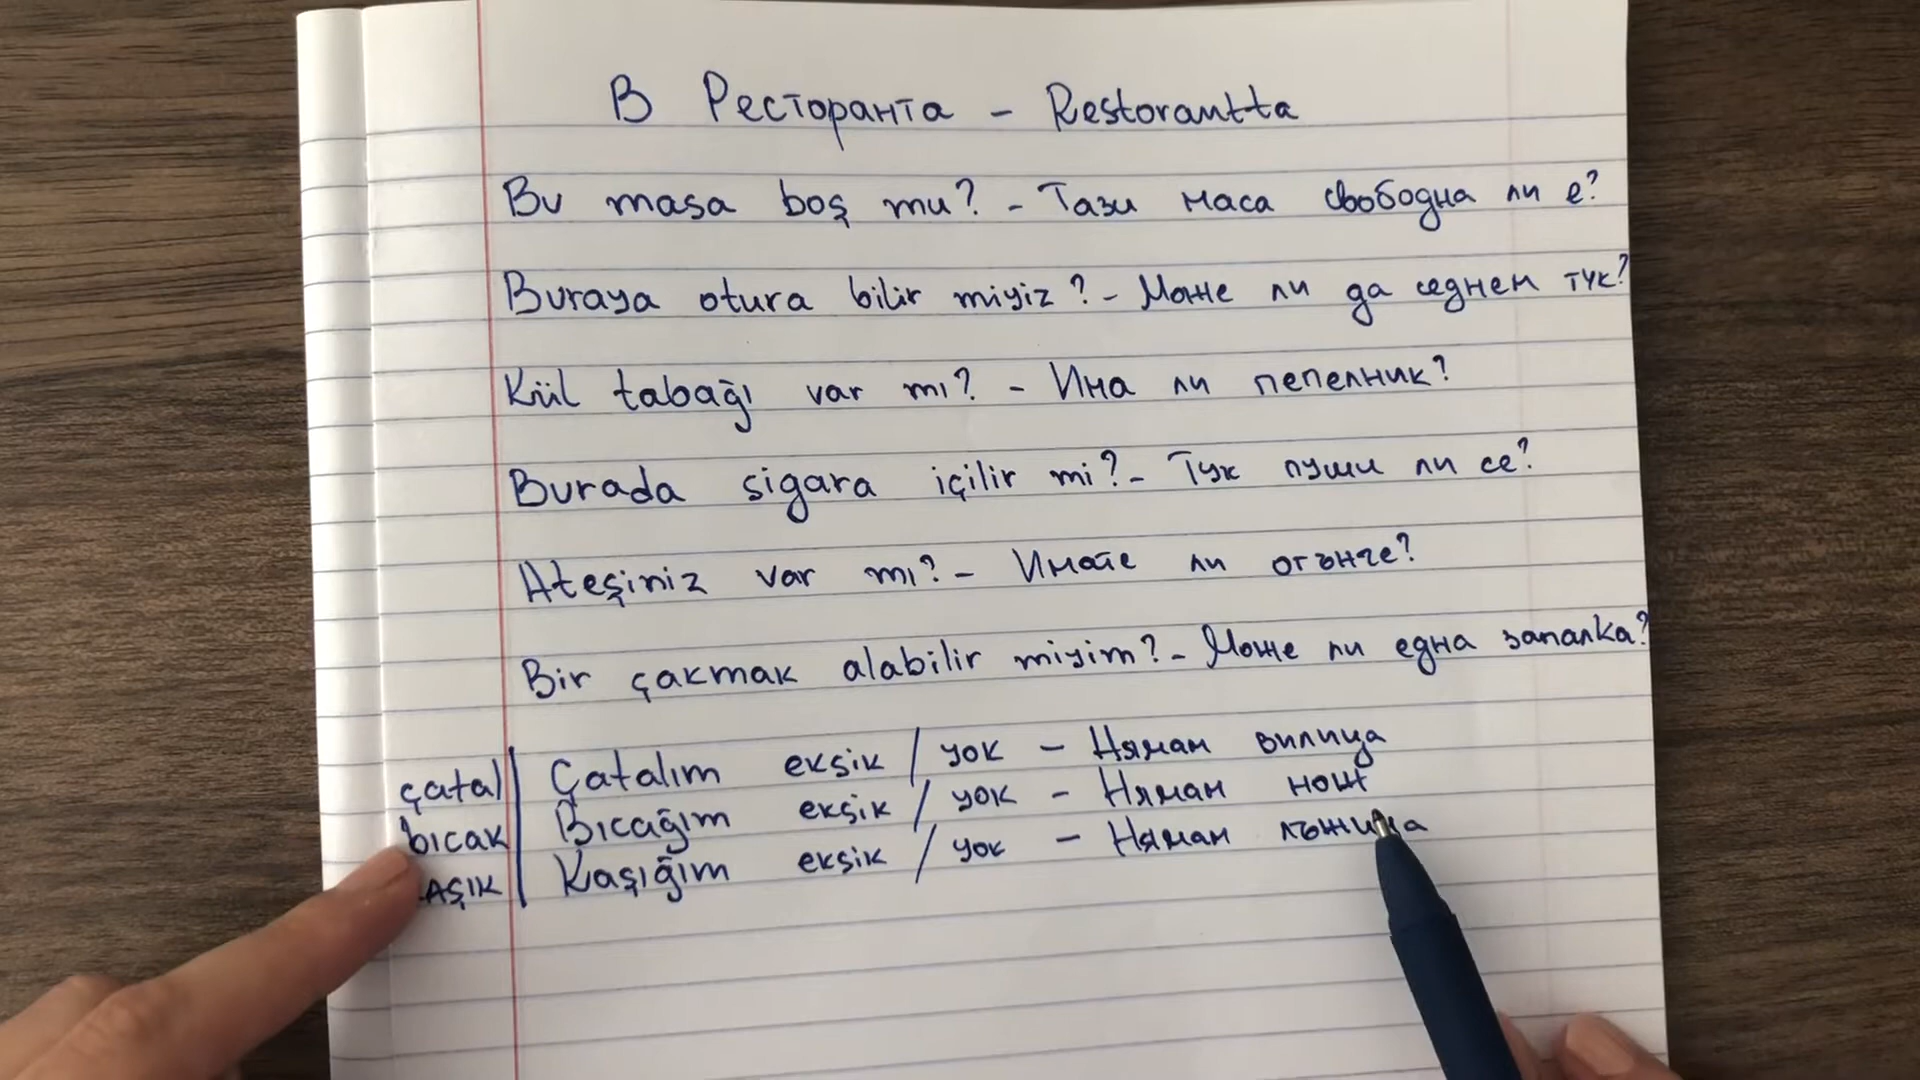 В Ресторанта - Restorantta
Bu masa boş mu? - Тази маса свободна ли е?
Buraya otura bilir miyiz? - Може ли да седнем тук?
Kül tabağı var mı? - Има ли пепелник?
Burada sigara içilir mi? - Тук пуши ли се?
Ateşiniz var mı? - Имате ли огънче?
Bir çakmak alabilir miyim? - Може ли една запалка?
çatal | Çatalım eksik / yok - Нямам вилица
bıcak | Bıcağım eksik / yok - Нямам нож
Kaşığım eksik / yok - Нямам